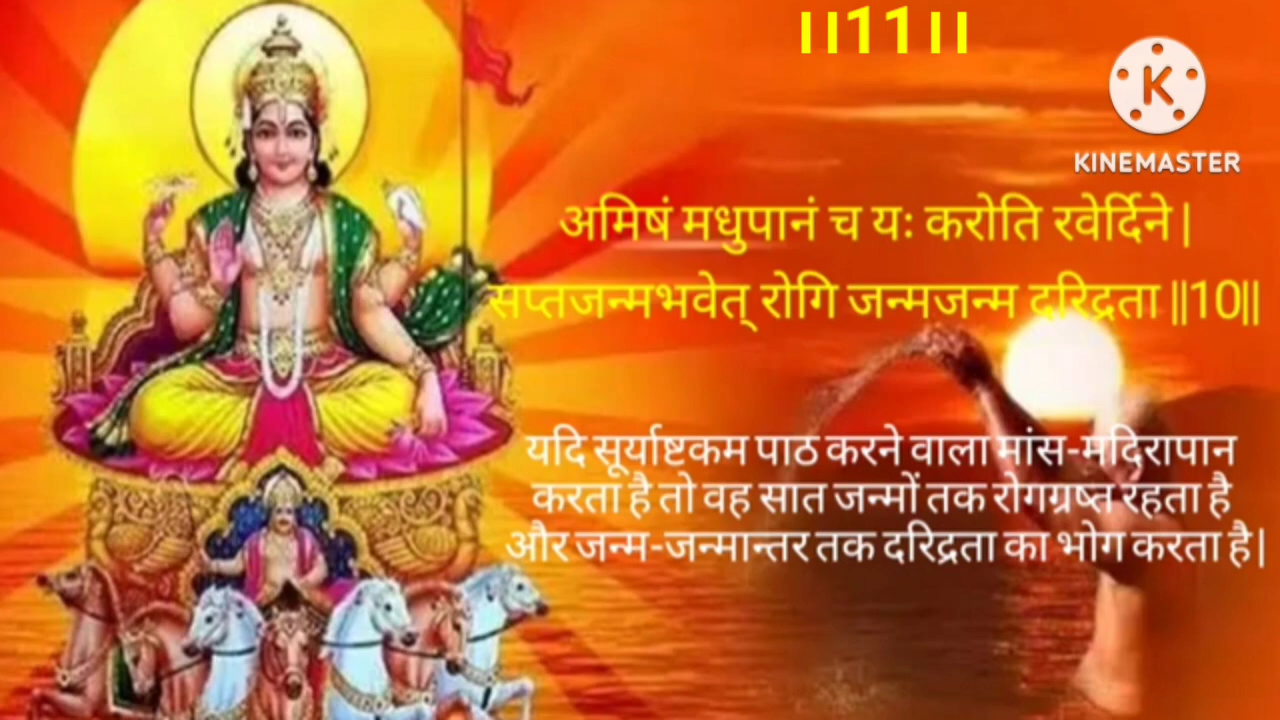 ।।11।।
K
KINEMASTER
अमिषं मधुपानं च यः करोति रवेर्दिने |
सप्तजन्मभवेत् रोगि जन्मजन्म दरिद्रता ||10||
यदि सूर्याष्टकम पाठ करने वाला मांस-मदिरापान
करता है तो वह सात जन्मों तक रोगग्रष्त रहता है
और जन्म-जन्मान्तर तक दरिद्रता का भोग करता है|